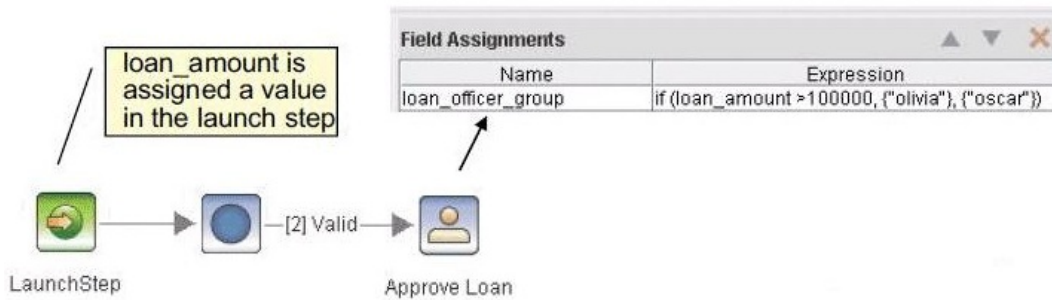 loan_amount is
assigned a value
in the launch step
Field Assignments
Name
Expression
loan_officer_group
if (loan_amount >100000, {"olivia"}, {"oscar"})
[2] Valid
LaunchStep
Approve Loan